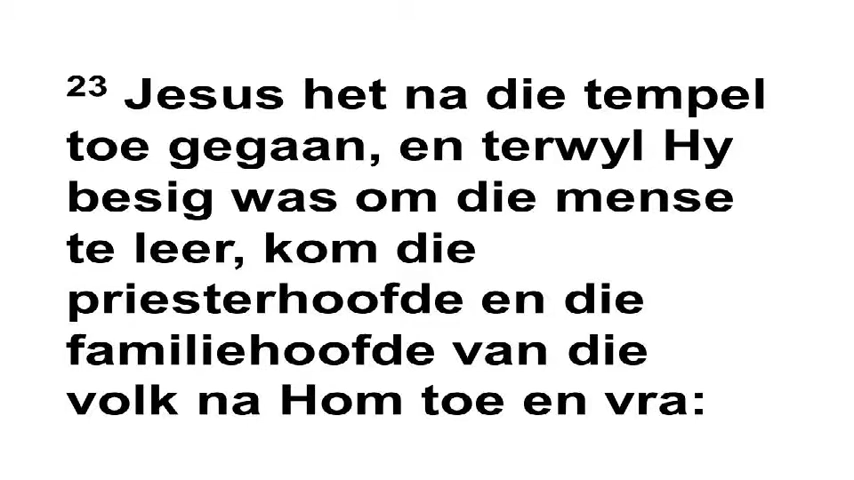 23 Jesus het na die tempel
toe gegaan, en terwyl Hy
besig was om die mense
te leer, kom die
priesterhoofde en die
familiehoofde van die
volk na Hom toe en vra: